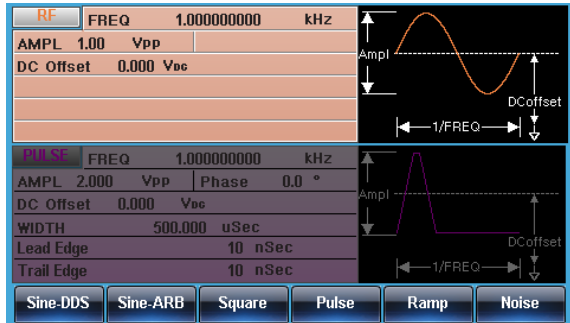 RF FREQ 1.000000000 kHz
AMPL 1.00 Vpp
DC Offset 0.000 VDC
Ampl
DCoffset
1/FREQ
PULSE FREQ 1.000000000 kHz
AMPL 2.000 Vpp Phase 0.0 °
DC Offset 0.000 VDC
WIDTH 500.000 uSec
Lead Edge 10 nSec
Trail Edge 10 nSec
Ampl
DCoffset
1/FREQ
Sine-DDS Sine-ARB Square Pulse Ramp Noise